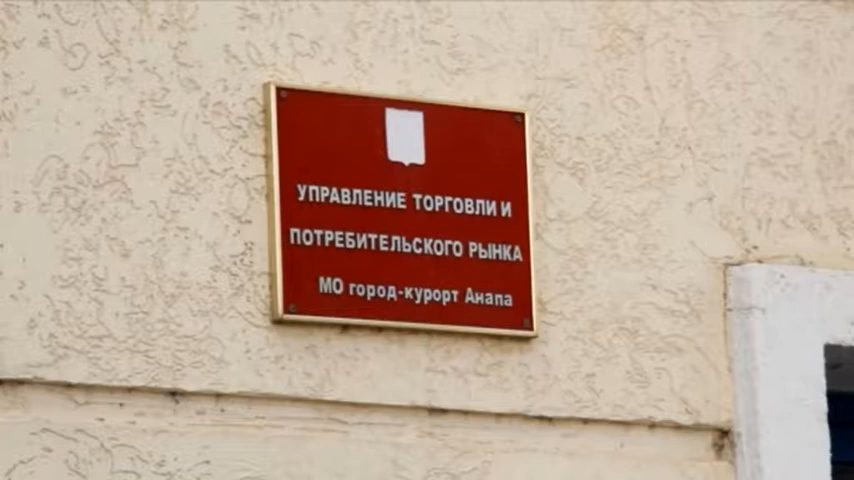 УПРАВЛЕНИЕ ТОРГОВЛИ И
ПОТРЕБИТЕЛЬСКОГО РЫНКА
МО город-курорт Анапа